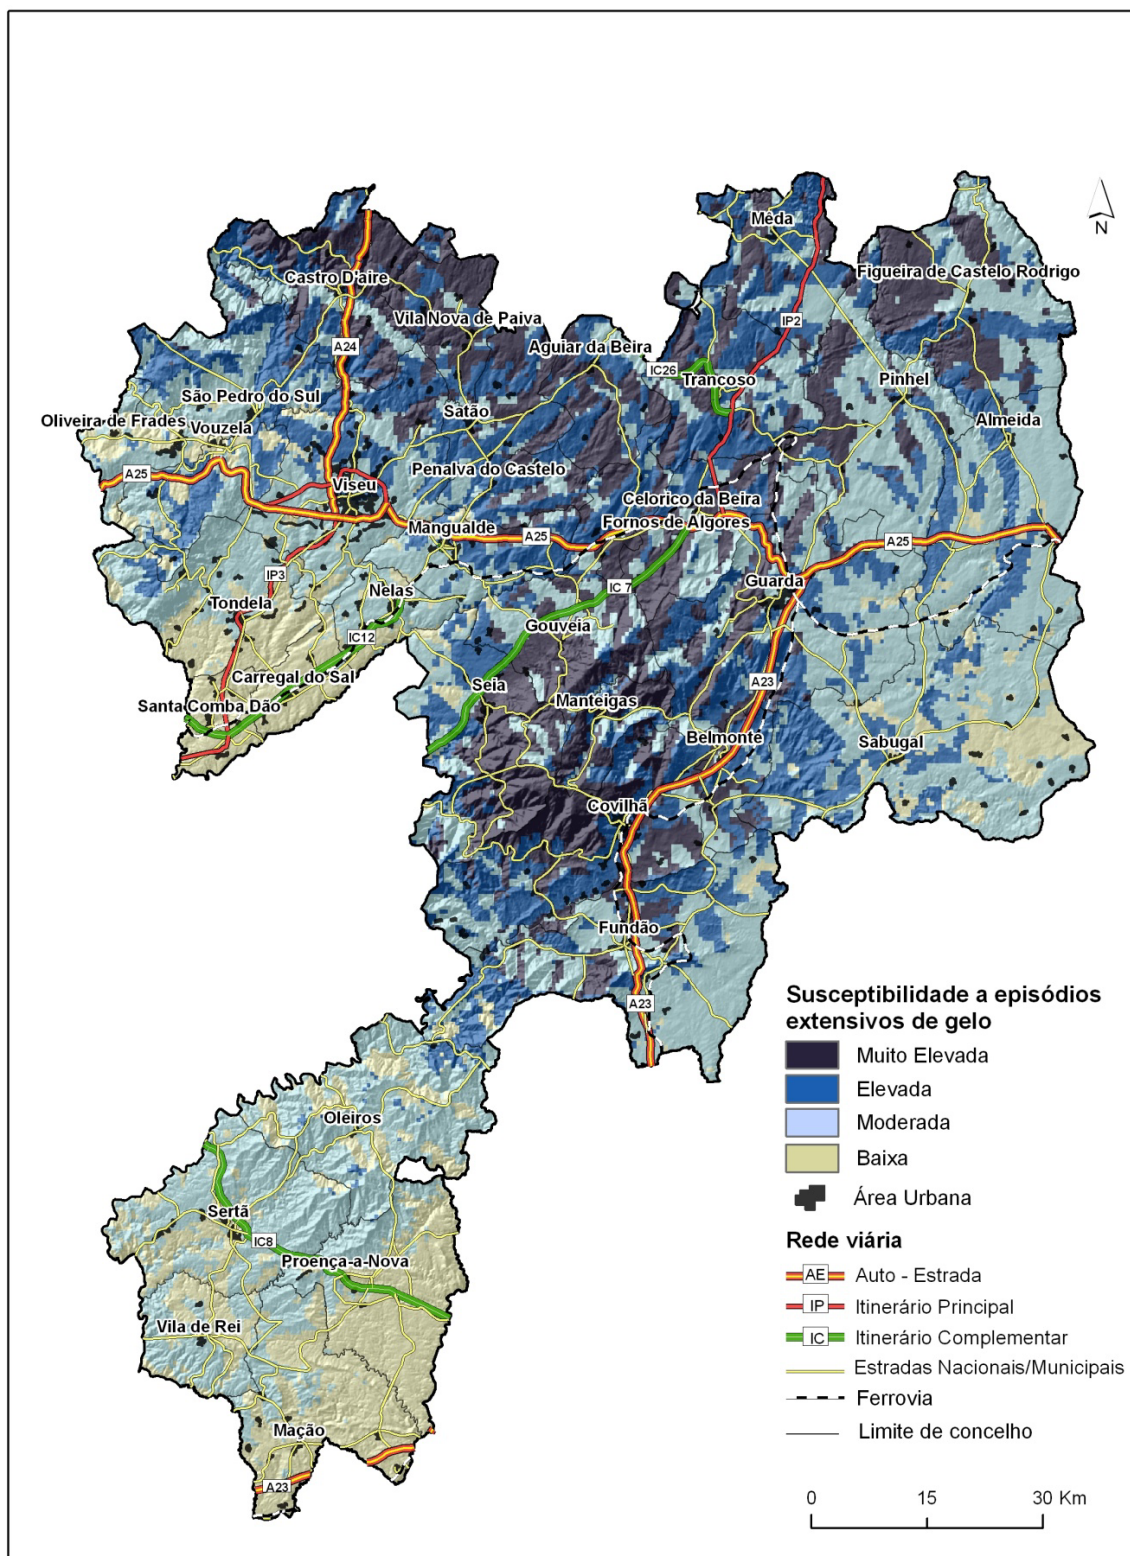 N
Mêda
Castro D'aire
Figueira de Castelo Rodrigo
Vila Nova de Paiva
IP2
A24
Aguiar da Beira
IC26
Trancoso
Pinhel
São Pedro do Sul
Oliveira de Frades
Vouzela
Satão
Almeida
A25
Penalva do Castelo
Viseu
Celorico da Beira
Mangualde
Fornos de Algores
A25
A25
IP3
IC 7
Guarda
Tondela
Nelas
Gouveia
IC12
Carregal do Sal
Seia
A23
Santa Comba Dão
Manteigas
Belmonte
Sabugal
Covilhã
Fundão
A23
Susceptibilidade a episódios
extensivos de gelo
Muito Elevada
Elevada
Moderada
Baixa
Área Urbana
Rede viária
AE Auto - Estrada
IP Itinerário Principal
IC Itinerário Complementar
Estradas Nacionais/Municipais
Ferrovia
Limite de concelho
Oleiros
Sertã
IC8
Proença-a-Nova
Vila de Rei
Mação
A23
0 15 30 Km